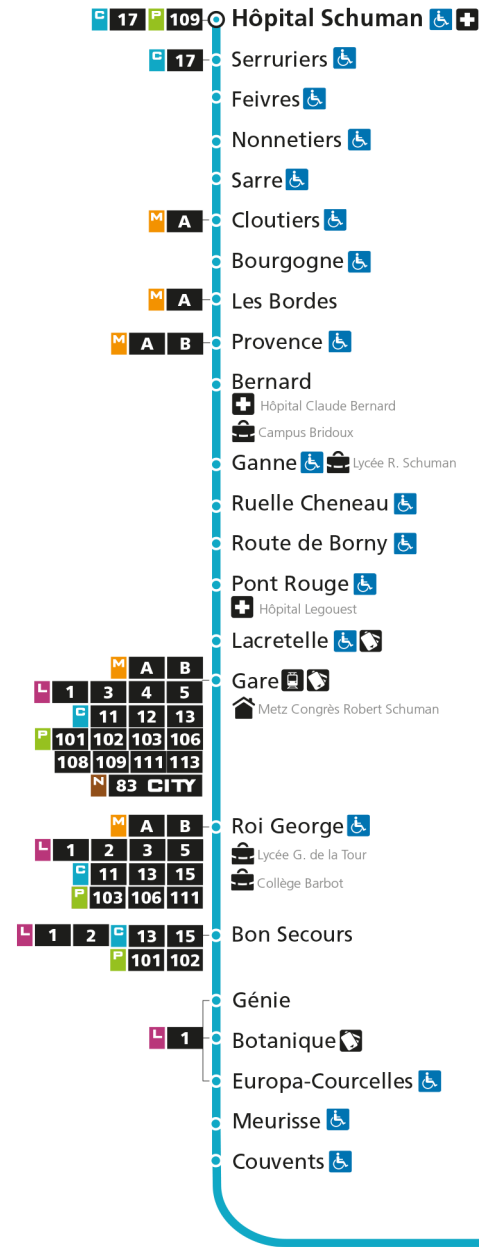 C 17 P 109 Hôpital Schuman
C 17 Serruriers
Feivres
Nonnetiers
Sarre
M A Cloutiers
Bourgogne
M A Les Bordes
M A B Provence
Bernard
Hôpital Claude Bernard
Campus Bridoux
Ganne Lycée R. Schuman
Ruelle Cheneau
Route de Borny
Pont Rouge
Hôpital Legouest
Lacretelle
M A B
L 1 3 4 5 Gare
C 11 12 13 Metz Congrès Robert Schuman
P 101 102 103 106
108 109 111 113
N 83 CITY
M A B Roi George
L 1 2 3 5 Lycée G. de la Tour
C 11 13 15 Collège Barbot
P 103 106 111
L 1 2 C 13 15 Bon Secours
P 101 102
Génie
L 1 Botanique
Europa-Courcelles
Meurisse
Couvents